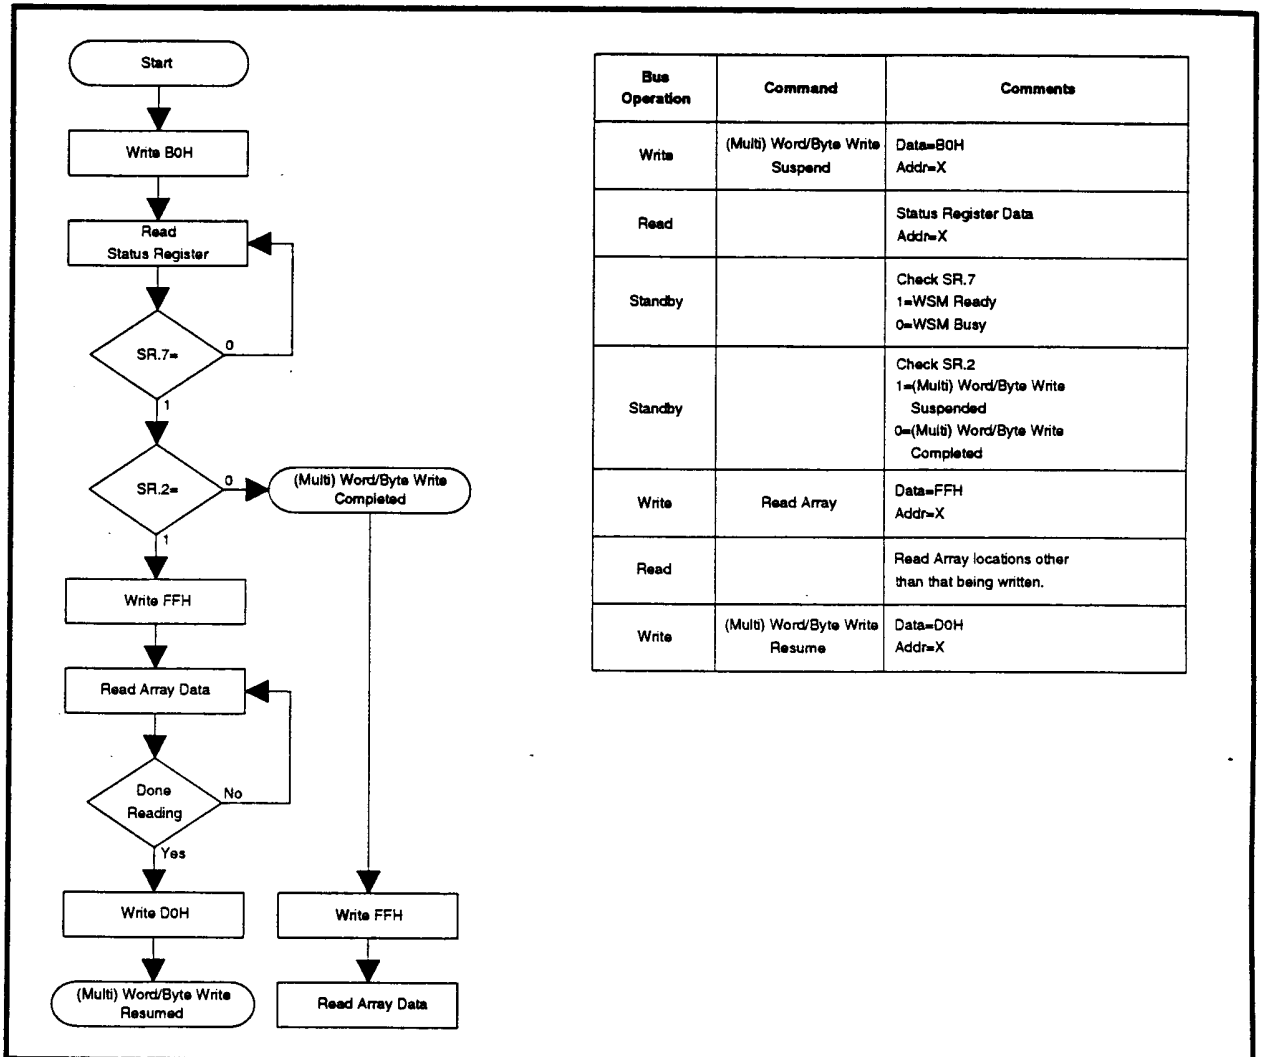 Start
Write B0H
Read
Status Register
SR.7=
0
1
SR.2=
0
(Multi) Word/Byte Write
Completed
1
Write FFH
Read Array Data
Done
Reading
No
Yes
Write D0H
Write FFH
(Multi) Word/Byte Write
Resumed
Read Array Data
Bus
Operation
Command
Comments
Write
(Multi) Word/Byte Write
Suspend
Data=B0H
Addr=X
Read
Status Register Data
Addr=X
Standby
Check SR.7
1=WSM Ready
0=WSM Busy
Standby
Check SR.2
1=(Multi) Word/Byte Write
Suspended
0=(Multi) Word/Byte Write
Completed
Write
Read Array
Data=FFH
Addr=X
Read
Read Array locations other
than that being written.
Write
(Multi) Word/Byte Write
Resume
Data=D0H
Addr=X